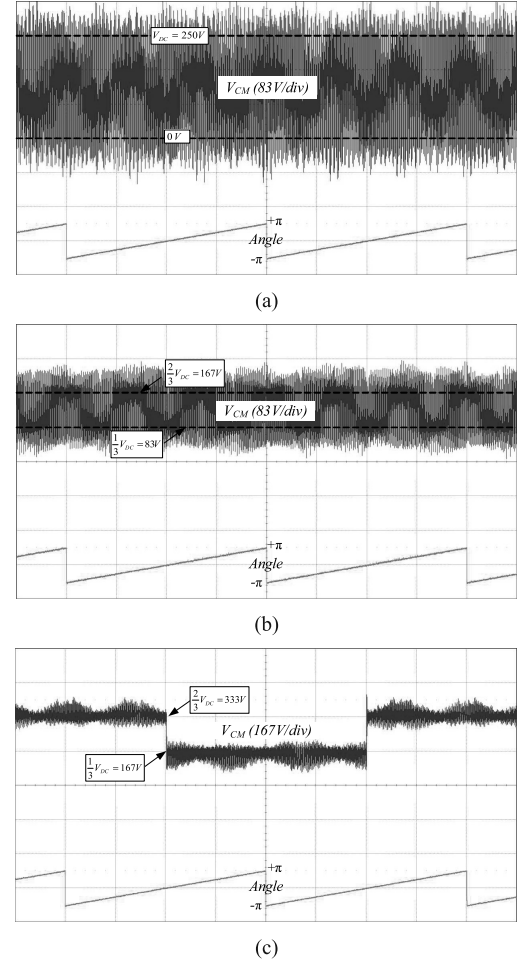 V_DC = 250V
V_CM (83V/div)
0 V
+π
Angle
-π
(a)
2/3 V_DC = 167V
V_CM (83V/div)
1/3 V_DC = 83V
+π
Angle
-π
(b)
2/3 V_DC = 333V
V_CM (167V/div)
1/3 V_DC = 167V
+π
Angle
-π
(c)